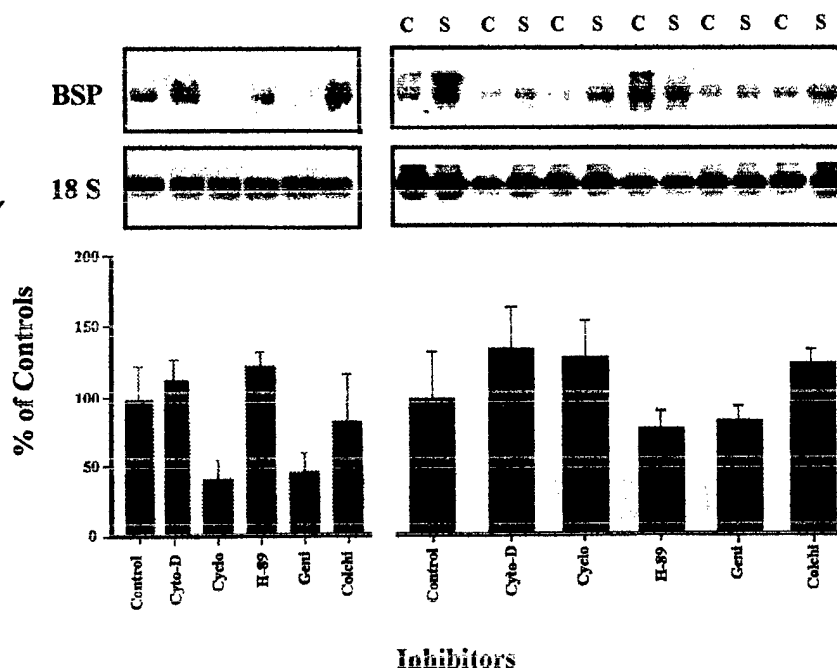 C S C S C S C S C S C S
BSP
18 S
200
150
100
50
0
% of Controls
Control Cyto-D Cyclo H-89 Geni Colchi
Control Cyto-D Cyclo H-89 Geni Colchi
Inhibitors